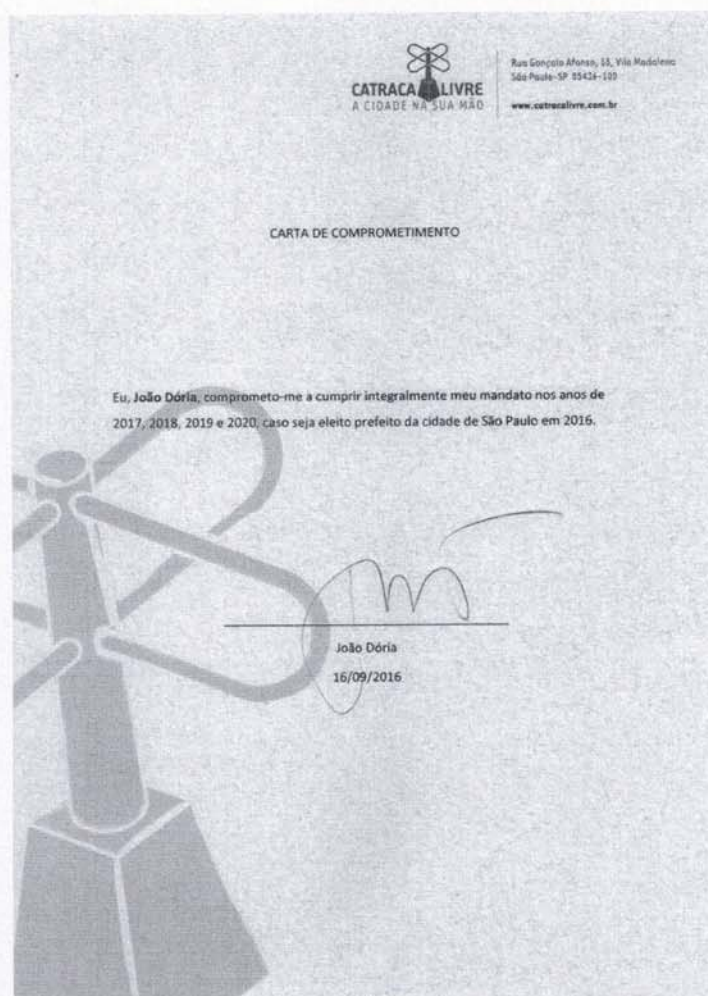 CATRACA LIVRE
A CIDADE NA SUA MÃO
Rua Gonçalo Afonso, 55, Vila Madalena
São Paulo-SP 05436-100
www.catracalivre.com.br
CARTA DE COMPROMETIMENTO
Eu, João Dória, comprometo-me a cumprir integralmente meu mandato nos anos de
2017, 2018, 2019 e 2020, caso seja eleito prefeito da cidade de São Paulo em 2016.
João Dória
16/09/2016